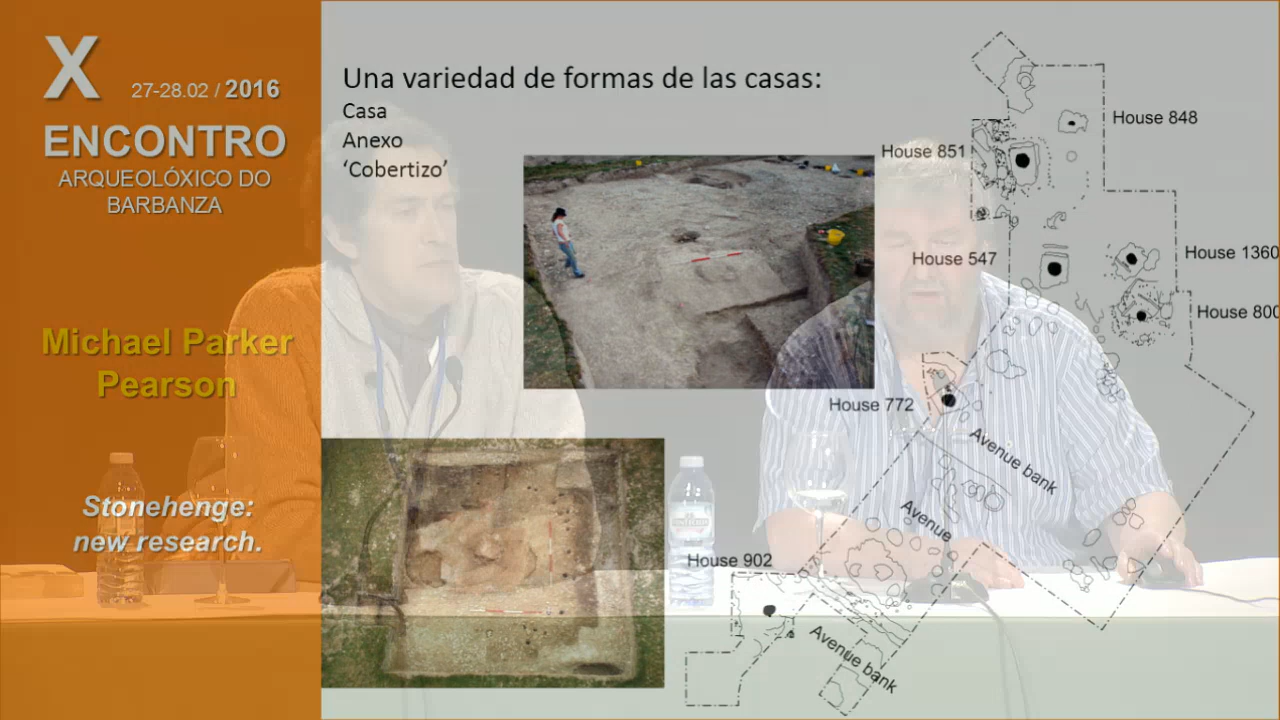 X
27-28.02 / 2016
ENCONTRO
ARQUEOLÓXICO DO
BARBANZA
Michael Parker
Pearson
Stonehenge:
new research.
Una variedad de formas de las casas:
Casa
Anexo
‘Cobertizo’
House 848
House 851
House 547
House 1360
House 800
House 772
Avenue bank
Avenue
House 902
Avenue bank